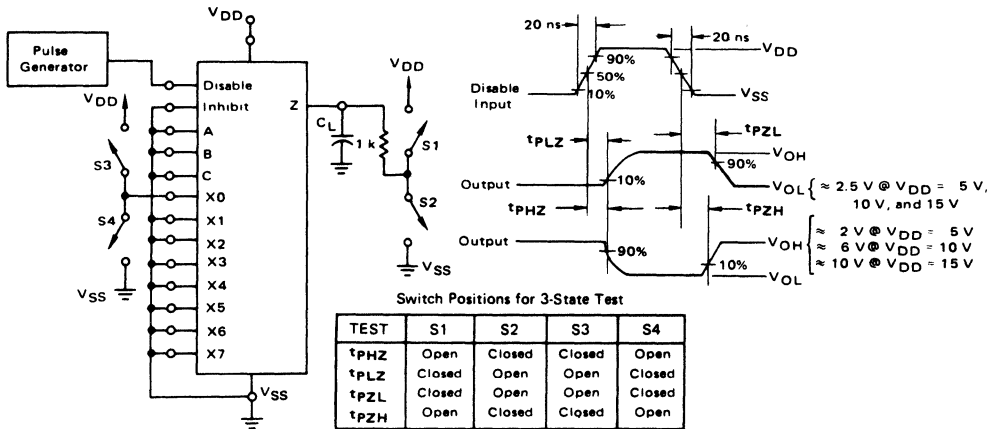 Pulse
Generator
VDD
Disable
Inhibit
A
B
C
X0
X1
X2
X3
X4
X5
X6
X7
Z
VDD
S3
S4
VSS
VSS
CL
1 k
VDD
S1
S2
VSS
20 ns
20 ns
VDD
90%
50%
10%
Disable
Input
VSS
tPLZ
tPZL
VOH
90%
10%
Output
VOL { ≈ 2.5 V @ VDD = 5 V,
10 V, and 15 V
tPHZ
tPZH
Output
90%
VOH
10%
VOL
≈ 2 V @ VDD = 5 V
≈ 6 V @ VDD = 10 V
≈ 10 V @ VDD = 15 V
Switch Positions for 3-State Test
TEST S1 S2 S3 S4
tPHZ Open Closed Closed Open
tPLZ Closed Open Open Closed
tPZL Closed Open Open Closed
tPZH Open Closed Closed Open